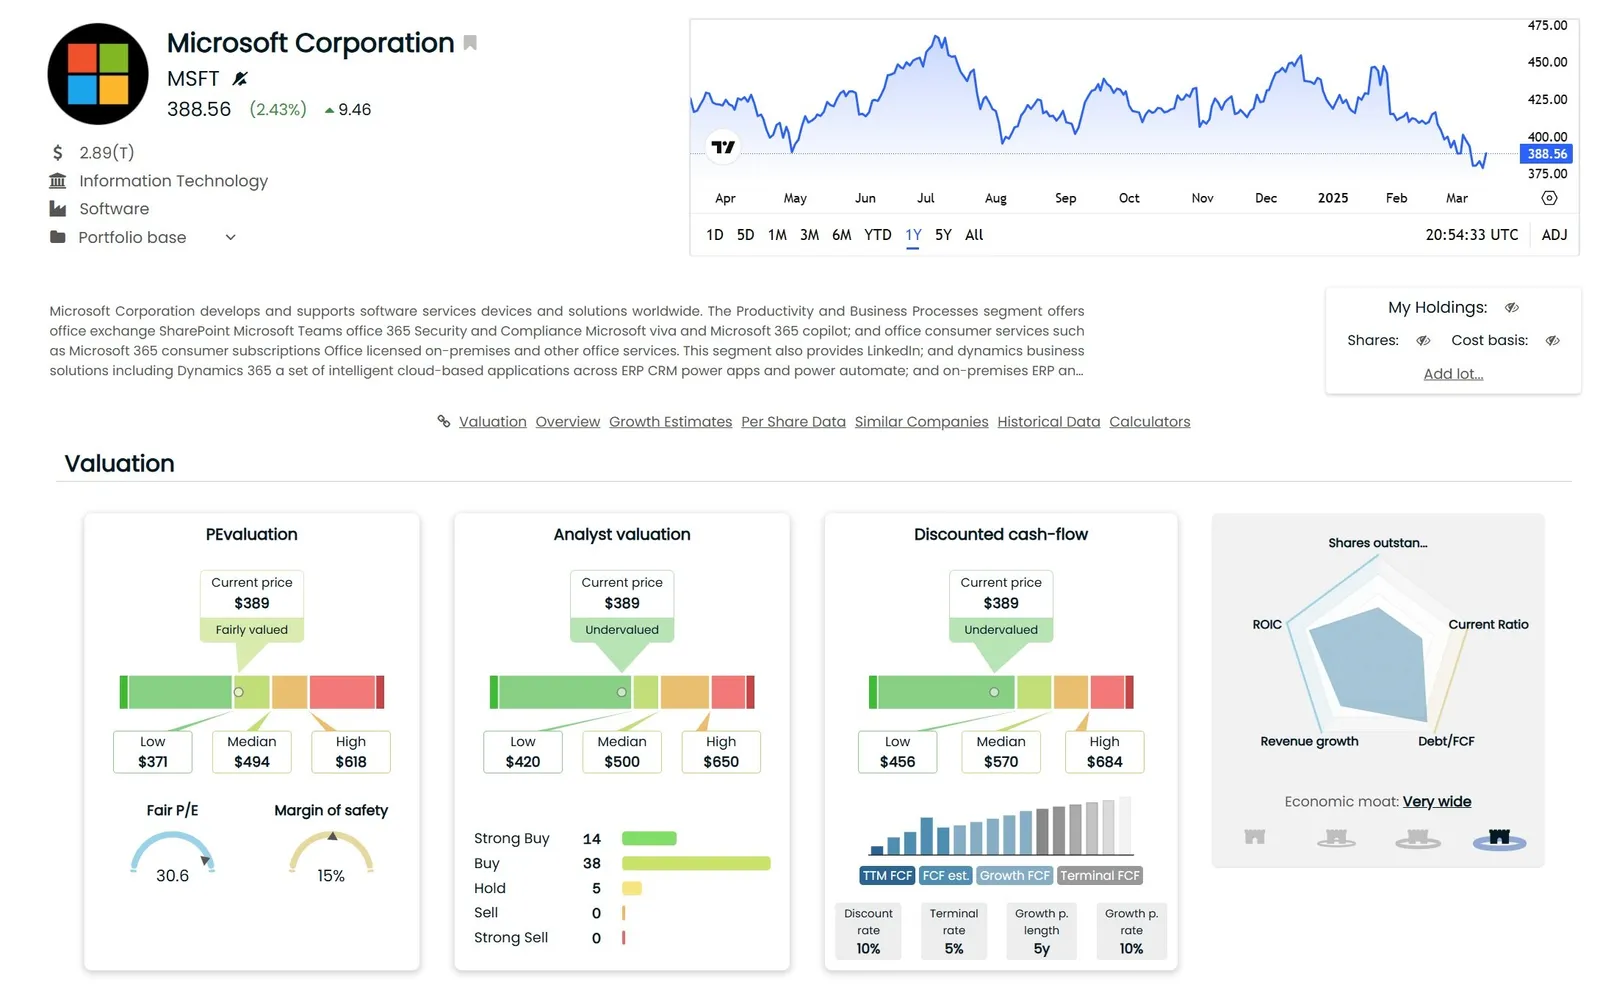 Microsoft Corporation
MSFT
388.56 (2.43%) 9.46
$ 2.89(T)
Information Technology
Software
Portfolio base
475.00
450.00
425.00
400.00
388.56
375.00
Apr May Jun Jul Aug Sep Oct Nov Dec 2025 Feb Mar
1D 5D 1M 3M 6M YTD 1Y 5Y All 20:54:33 UTC ADJ
Microsoft Corporation develops and supports software services devices and solutions worldwide. The Productivity and Business Processes segment offers
office exchange SharePoint Microsoft Teams office 365 Security and Compliance Microsoft viva and Microsoft 365 copilot; and office consumer services such
as Microsoft 365 consumer subscriptions Office licensed on-premises and other office services. This segment also provides LinkedIn; and dynamics business
solutions including Dynamics 365 a set of intelligent cloud-based applications across ERP CRM power apps and power automate; and on-premises ERP an...
My Holdings:
Shares: Cost basis:
Add lot...
Valuation Overview Growth Estimates Per Share Data Similar Companies Historical Data Calculators
Valuation
PEvaluation
Current price
$389
Fairly valued
Low Median High
$371 $494 $618
Fair P/E Margin of safety
30.6 15%
Analyst valuation
Current price
$389
Undervalued
Low Median High
$420 $500 $650
Strong Buy 14
Buy 38
Hold 5
Sell 0
Strong Sell 0
Discounted cash-flow
Current price
$389
Undervalued
Low Median High
$456 $570 $684
TTM FCF FCF est. Growth FCF Terminal FCF
Discount Terminal Growth p. Growth p.
rate rate length rate
10% 5% 5y 10%
Shares outstan...
ROIC Current Ratio
Revenue growth Debt/FCF
Economic moat: Very wide